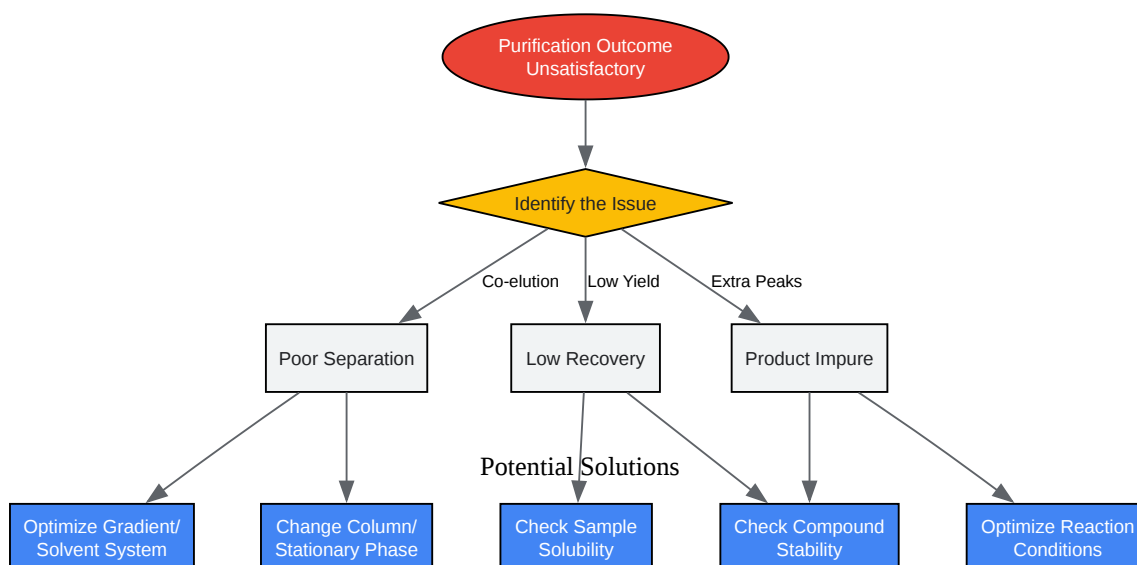 Purification Outcome
Unsatisfactory
Identify the Issue
Co-elution
Low Yield
Extra Peaks
Poor Separation
Low Recovery
Product Impure
Potential Solutions
Optimize Gradient/
Solvent System
Change Column/
Stationary Phase
Check Sample
Solubility
Check Compound
Stability
Optimize Reaction
Conditions